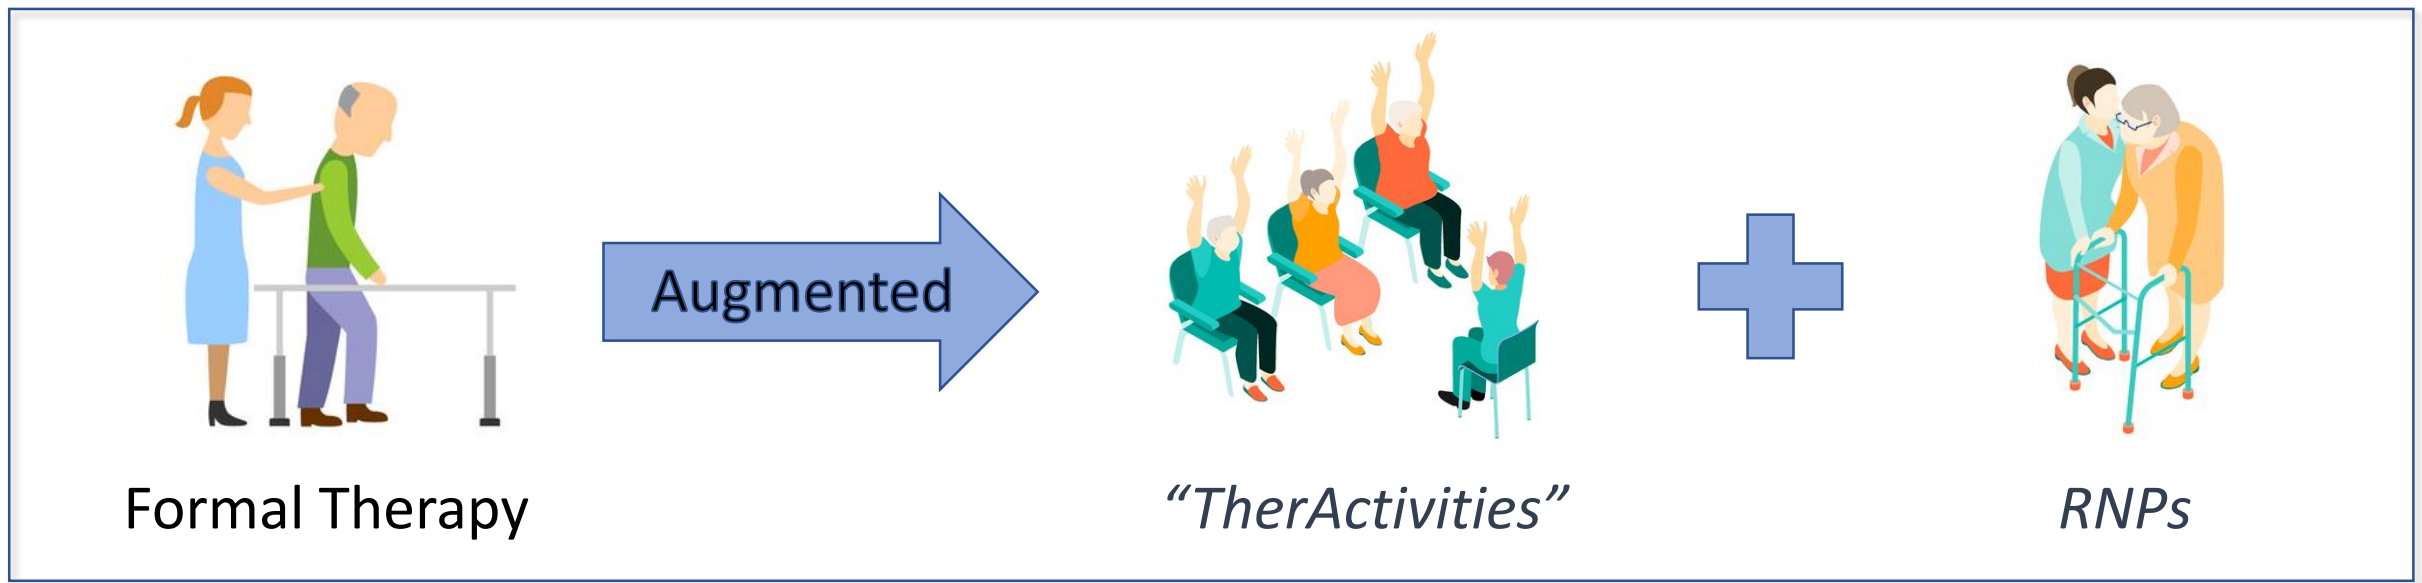 Augmented
Formal Therapy
“TherActivities”
RNPs